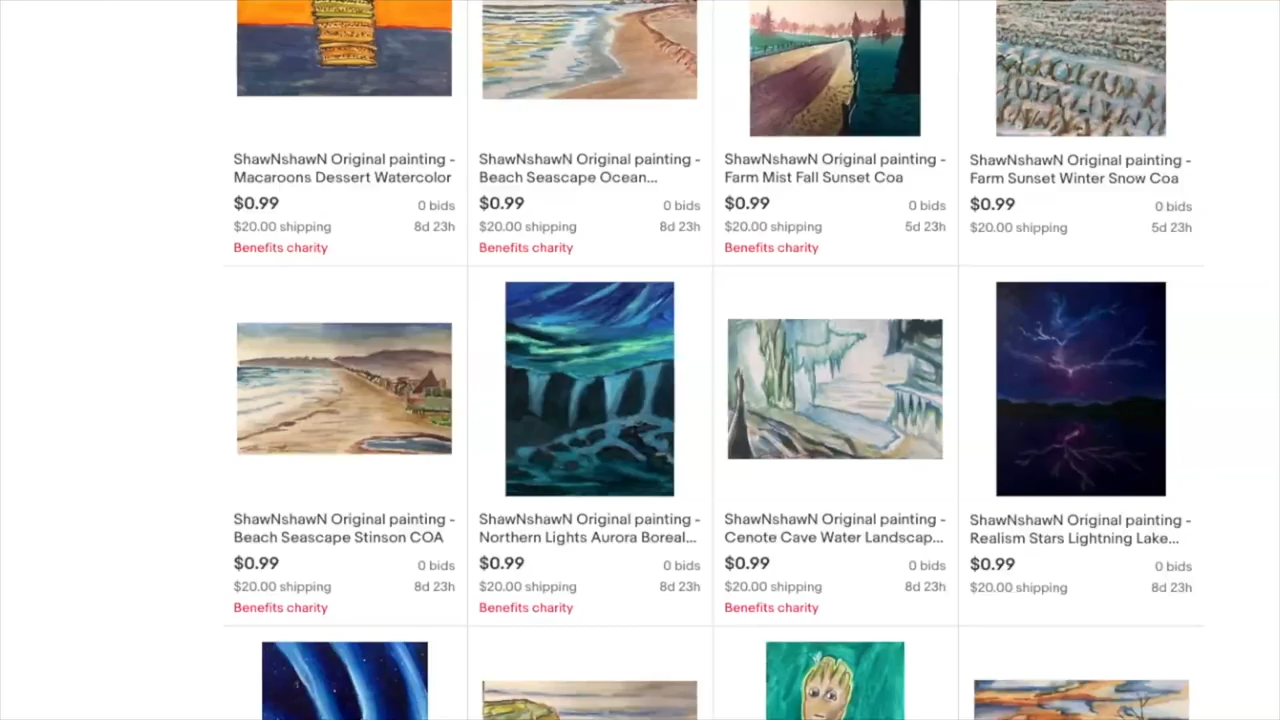 ShawNshawN Original painting -
Macaroons Dessert Watercolor
$0.99
0 bids
$20.00 shipping
8d 23h
Benefits charity
ShawNshawN Original painting -
Beach Seascape Ocean...
$0.99
0 bids
$20.00 shipping
8d 23h
Benefits charity
ShawNshawN Original painting -
Farm Mist Fall Sunset Coa
$0.99
0 bids
$20.00 shipping
5d 23h
Benefits charity
ShawNshawN Original painting -
Farm Sunset Winter Snow Coa
$0.99
0 bids
$20.00 shipping
5d 23h
ShawNshawN Original painting -
Beach Seascape Stinson COA
$0.99
0 bids
$20.00 shipping
8d 23h
Benefits charity
ShawNshawN Original painting -
Northern Lights Aurora Boreal...
$0.99
0 bids
$20.00 shipping
8d 23h
Benefits charity
ShawNshawN Original painting -
Cenote Cave Water Landscap...
$0.99
0 bids
$20.00 shipping
8d 23h
Benefits charity
ShawNshawN Original painting -
Realism Stars Lightning Lake...
$0.99
0 bids
$20.00 shipping
8d 23h